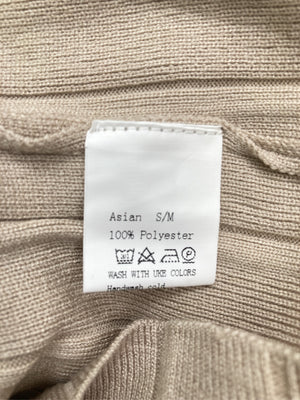 Asian S/M
100% Polyester
WASH WITH UKE COLORS
Handwash cold